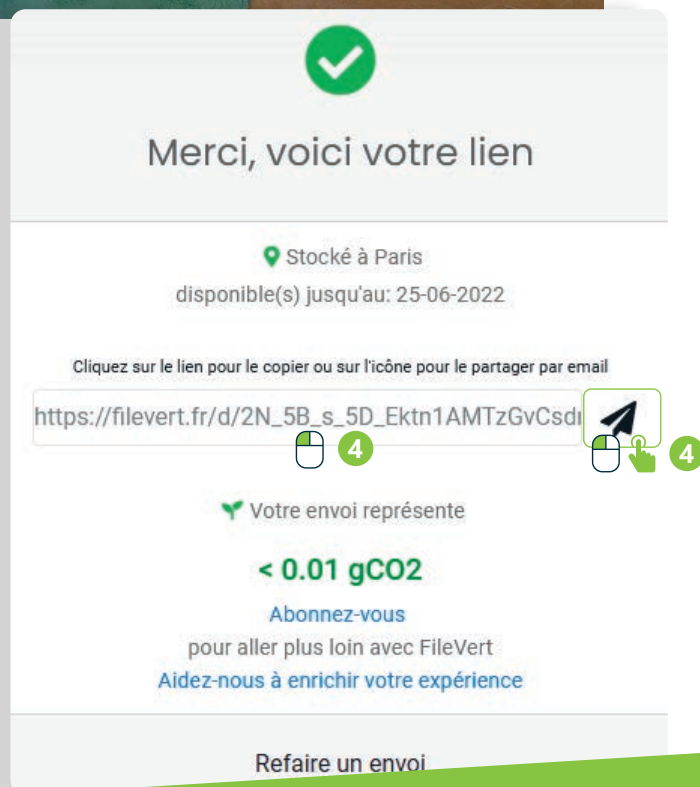 Merci, voici votre lien
Stocké à Paris
disponible(s) jusqu'au: 25-06-2022
Cliquez sur le lien pour le copier ou sur l'icône pour le partager par email
https://filevert.fr/d/2N_5B_s_5D_Ektn1AMTzGvCsd
4
4
Votre envoi représente
< 0.01 gCO2
Abonnez-vous
pour aller plus loin avec FileVert
Aidez-nous à enrichir votre expérience
Refaire un envoi